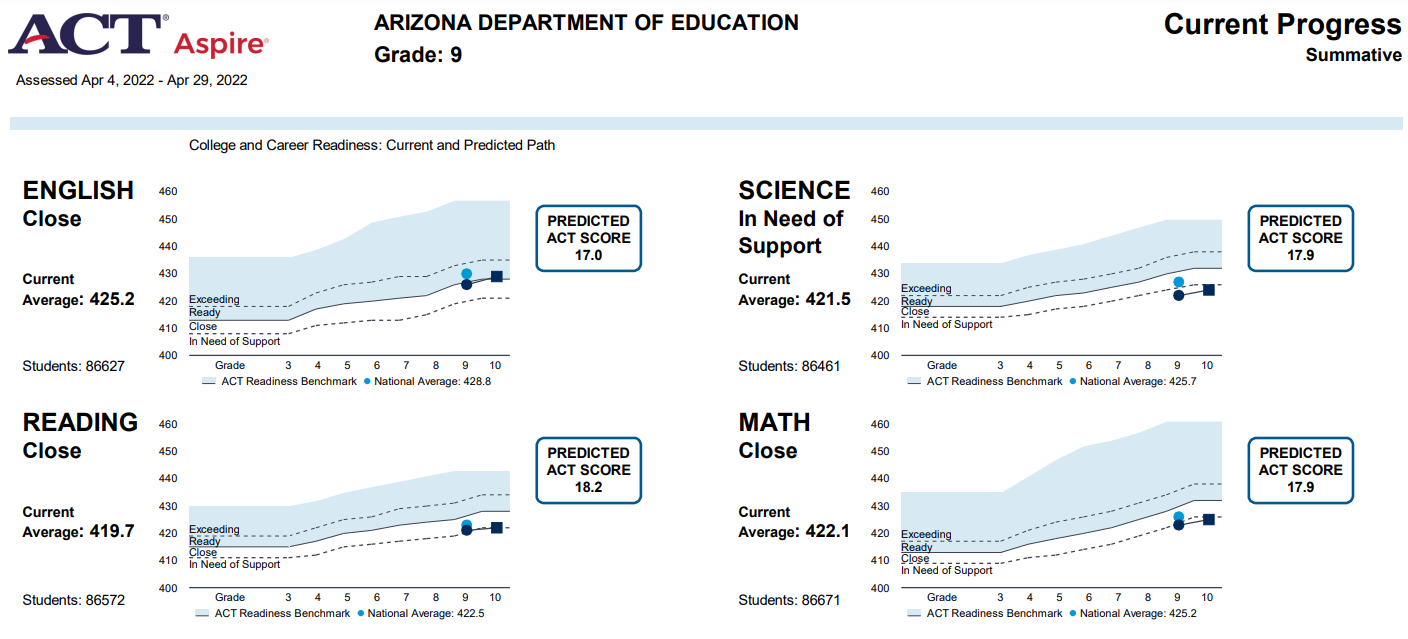 ACT® Aspire®
ARIZONA DEPARTMENT OF EDUCATION
Grade: 9
Current Progress
Summative
Assessed Apr 4, 2022 - Apr 29, 2022
College and Career Readiness: Current and Predicted Path
ENGLISH
Close
Current
Average: 425.2
Students: 86627
460
450
440
430
420
410
400
Exceeding
Ready
Close
In Need of Support
Grade 3 4 5 6 7 8 9 10
ACT Readiness Benchmark National Average: 428.8
PREDICTED
ACT SCORE
17.0
SCIENCE
In Need of
Support
Current
Average: 421.5
Students: 86461
460
450
440
430
420
410
400
Exceeding
Ready
Close
In Need of Support
Grade 3 4 5 6 7 8 9 10
ACT Readiness Benchmark National Average: 425.7
PREDICTED
ACT SCORE
17.9
READING
Close
Current
Average: 419.7
Students: 86572
460
450
440
430
420
410
400
Exceeding
Ready
Close
In Need of Support
Grade 3 4 5 6 7 8 9 10
ACT Readiness Benchmark National Average: 422.5
PREDICTED
ACT SCORE
18.2
MATH
Close
Current
Average: 422.1
Students: 86671
460
450
440
430
420
410
400
Exceeding
Ready
Close
In Need of Support
Grade 3 4 5 6 7 8 9 10
ACT Readiness Benchmark National Average: 425.2
PREDICTED
ACT SCORE
17.9